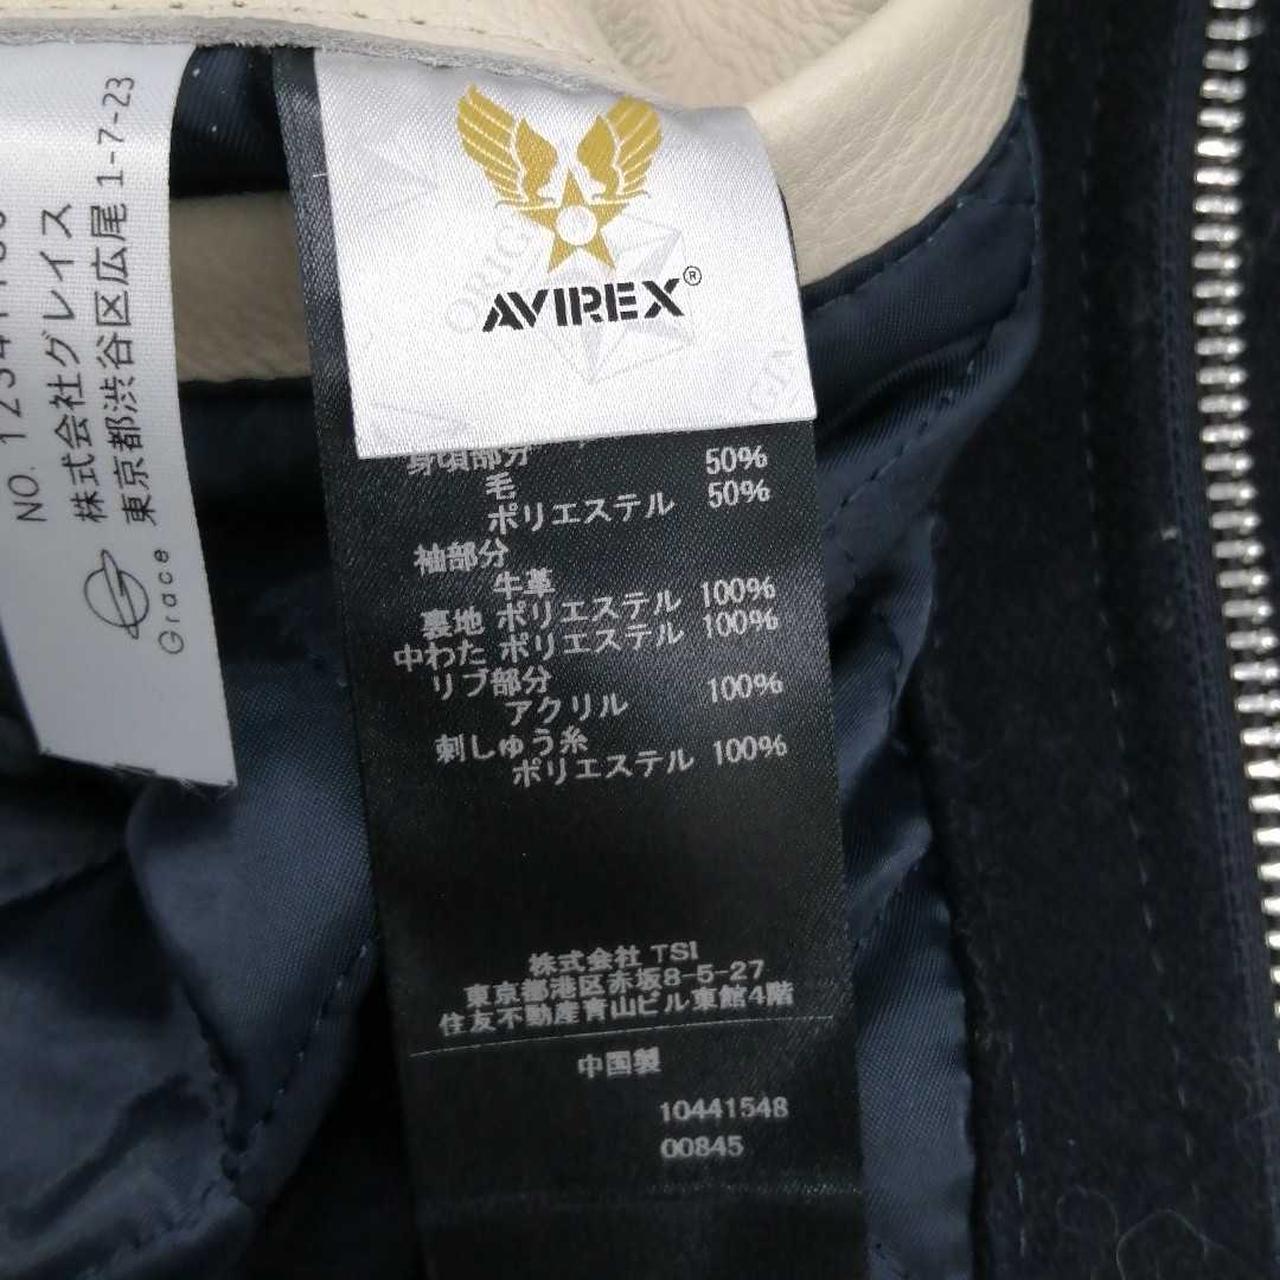 AVIREX®
身頃部分
毛 50%
ポリエステル 50%
袖部分
牛革
裏地 ポリエステル 100%
中わた ポリエステル 100%
リブ部分
アクリル 100%
刺しゅう糸
ポリエステル 100%
株式会社 TSI
東京都港区赤坂8-5-27
住友不動産青山ビル東館4階
中国製
10441548
00845
NO.
株式会社グレイス
東京都渋谷区広尾1-7-23
Grace